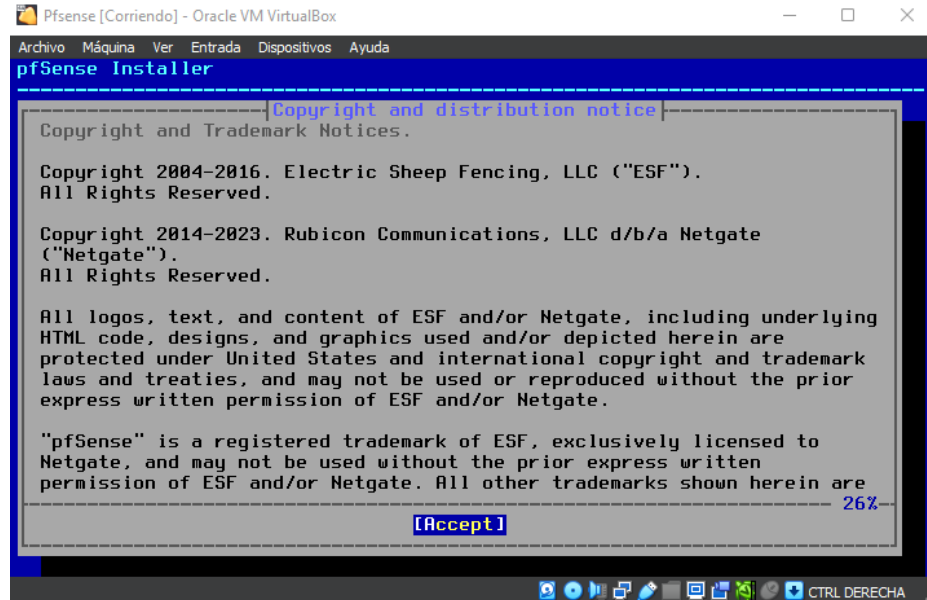 Pfsense [Corriendo] - Oracle VM VirtualBox
Archivo Máquina Ver Entrada Dispositivos Ayuda
pfSense Installer
Copyright and distribution notice
Copyright and Trademark Notices.
Copyright 2004-2016. Electric Sheep Fencing, LLC ("ESF").
All Rights Reserved.
Copyright 2014-2023. Rubicon Communications, LLC d/b/a Netgate
("Netgate").
All Rights Reserved.
All logos, text, and content of ESF and/or Netgate, including underlying
HTML code, designs, and graphics used and/or depicted herein are
protected under United States and international copyright and trademark
laws and treaties, and may not be used or reproduced without the prior
express written permission of ESF and/or Netgate.
"pfSense" is a registered trademark of ESF, exclusively licensed to
Netgate, and may not be used without the prior express written
permission of ESF and/or Netgate. All other trademarks shown herein are
26%
[Accept]
CTRL DERECHA